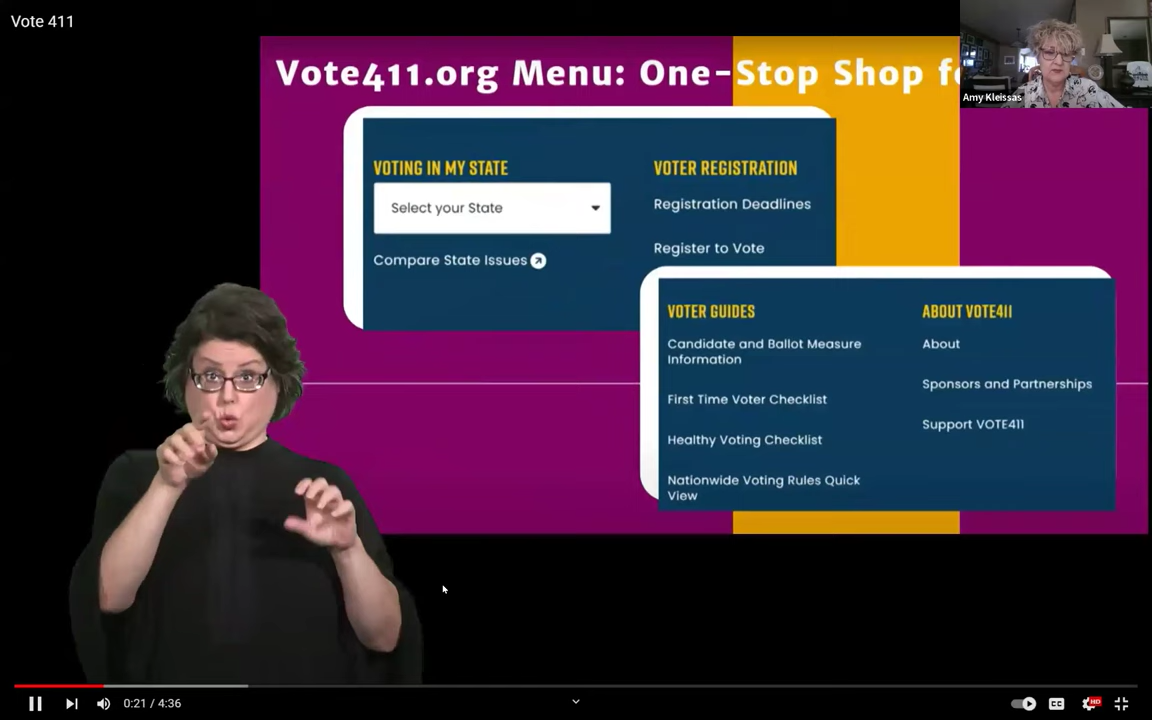 Vote 411
Vote411.org Menu: One-Stop Shop
Amy Kleissas
VOTING IN MY STATE
Select your State
Compare State Issues
VOTER REGISTRATION
Registration Deadlines
Register to Vote
VOTER GUIDES
Candidate and Ballot Measure
Information
First Time Voter Checklist
Healthy Voting Checklist
Nationwide Voting Rules Quick
View
ABOUT VOTE411
About
Sponsors and Partnerships
Support VOTE411
0:21 / 4:36
CC
HD